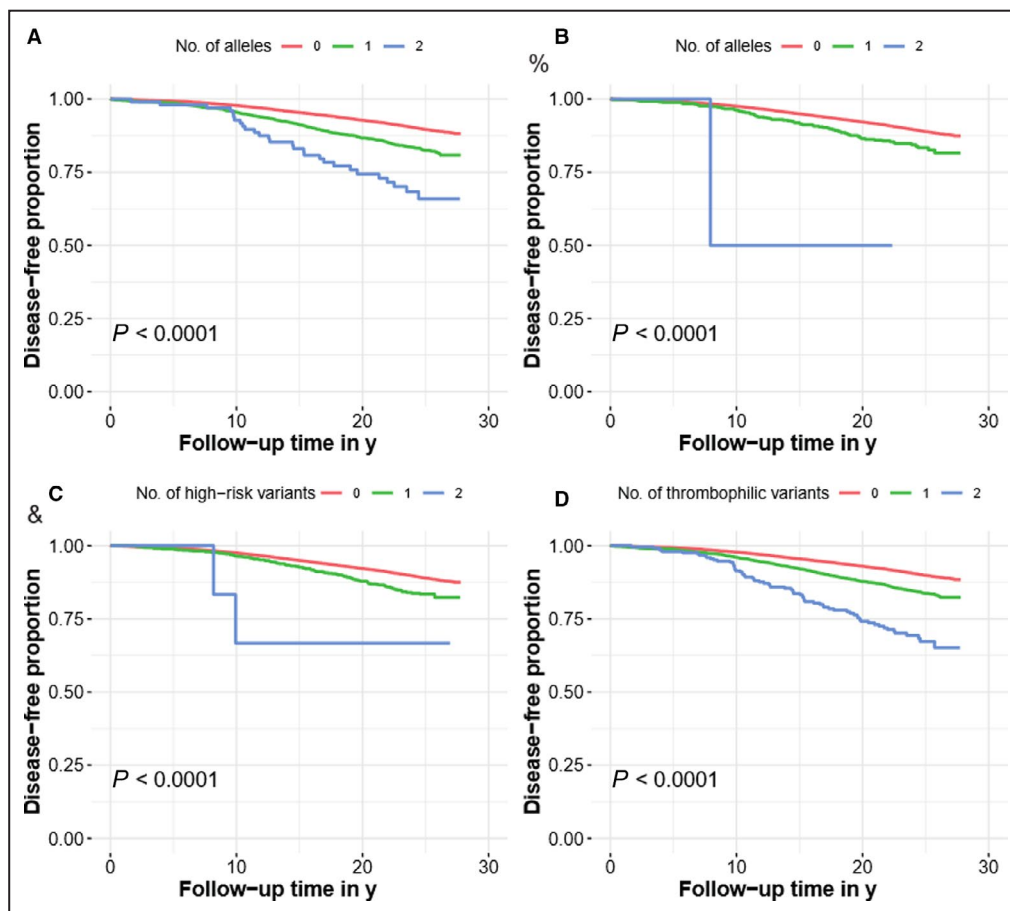 A
No. of alleles 0 1 2
Disease-free proportion
1.00
0.75
0.50
0.25
0.00
P < 0.0001
0 10 20 30
Follow-up time in y
B
%
No. of alleles 0 1 2
Disease-free proportion
1.00
0.75
0.50
0.25
0.00
P < 0.0001
0 10 20 30
Follow-up time in y
C
&
No. of high-risk variants 0 1 2
Disease-free proportion
1.00
0.75
0.50
0.25
0.00
P < 0.0001
0 10 20 30
Follow-up time in y
D
No. of thrombophilic variants 0 1 2
Disease-free proportion
1.00
0.75
0.50
0.25
0.00
P < 0.0001
0 10 20 30
Follow-up time in y